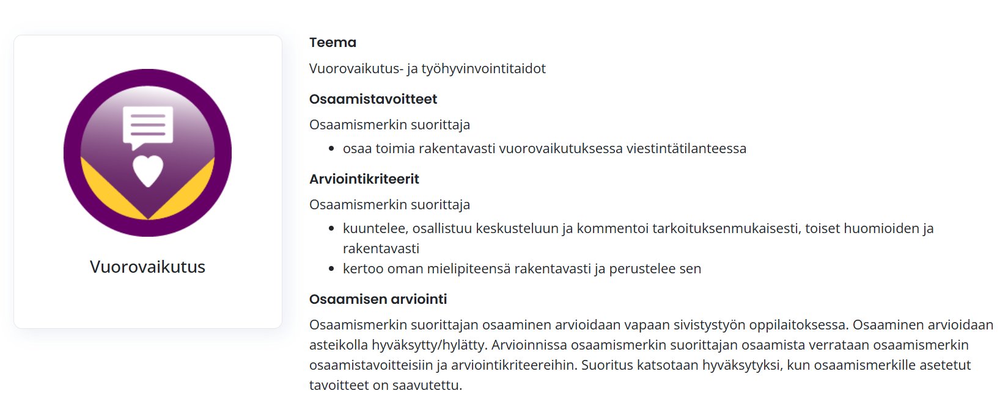 Vuorovaikutus
Teema
Vuorovaikutus- ja työhyvinvointitaidot
Osaamistavoitteet
Osaamismerkin suorittaja
• osaa toimia rakentavasti vuorovaikutuksessa viestintätilanteessa
Arviointikriteerit
Osaamismerkin suorittaja
• kuuntelee, osallistuu keskusteluun ja kommentoi tarkoituksenmukaisesti, toiset huomioiden ja
rakentavasti
• kertoo oman mielipiteensä rakentavasti ja perustelee sen
Osaamisen arviointi
Osaamismerkin suorittajan osaaminen arvioidaan vapaan sivistystyön oppilaitoksessa. Osaaminen arvioidaan
asteikolla hyväksytty/hylätty. Arvioinnissa osaamismerkin suorittajan osaamista verrataan osaamismerkin
osaamistavoitteisiin ja arviointikriteereihin. Suoritus katsotaan hyväksytyksi, kun osaamismerkille asetetut
tavoitteet on saavutettu.